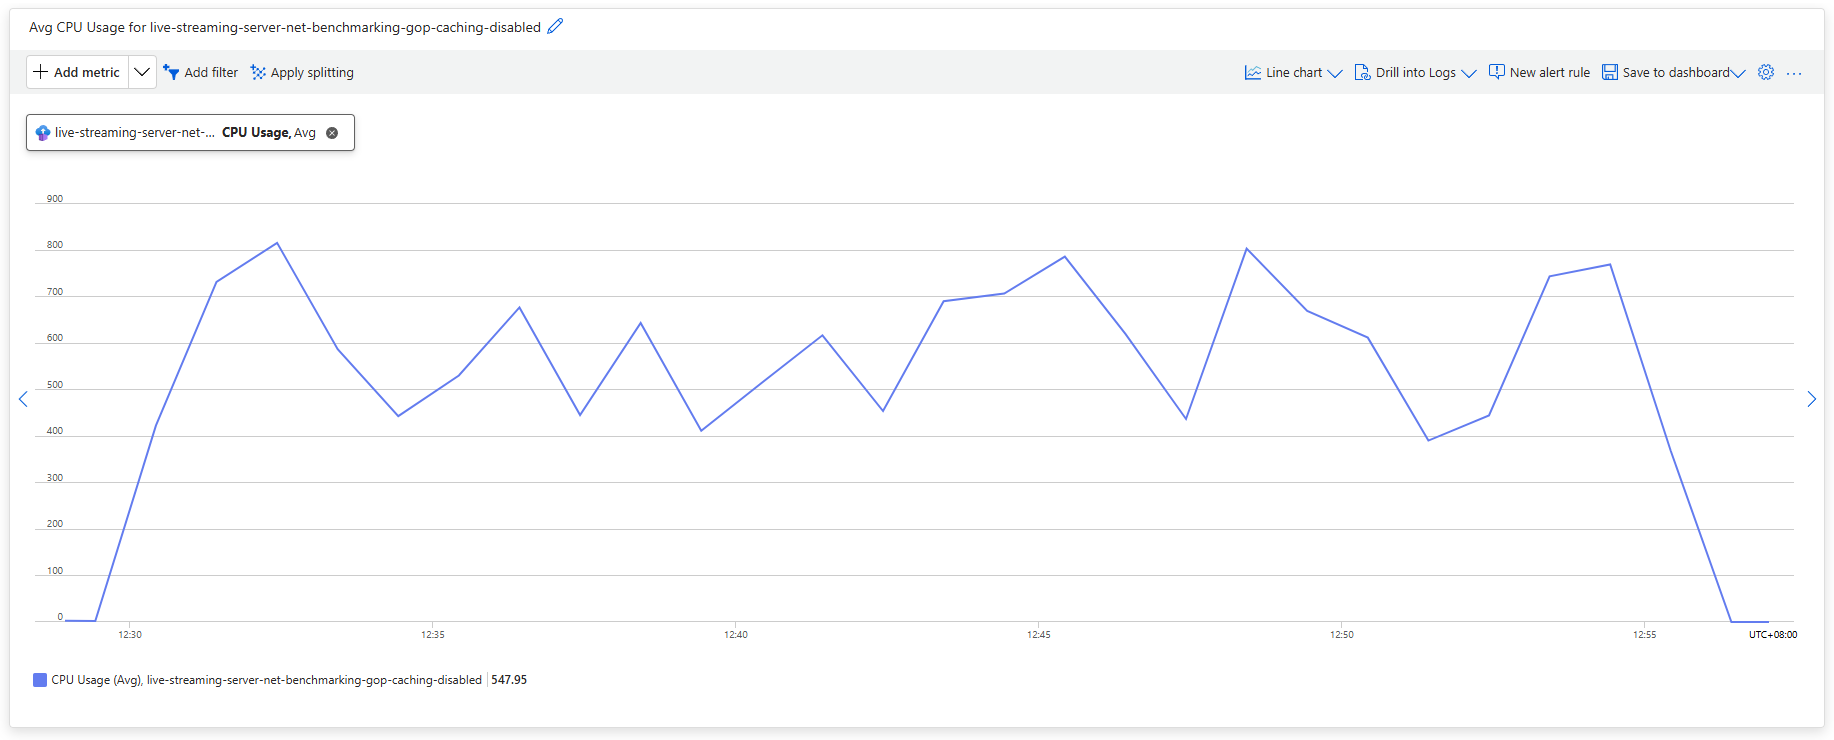 Avg CPU Usage for live-streaming-server-net-benchmarking-gop-caching-disabled
Add metric Add filter Apply splitting Line chart Drill into Logs New alert rule Save to dashboard ...
live-streaming-server-net-... CPU Usage, Avg
900
800
700
600
500
400
300
200
100
0
12:30 12:35 12:40 12:45 12:50 12:55 UTC+08:00
CPU Usage (Avg), live-streaming-server-net-benchmarking-gop-caching-disabled 547.95